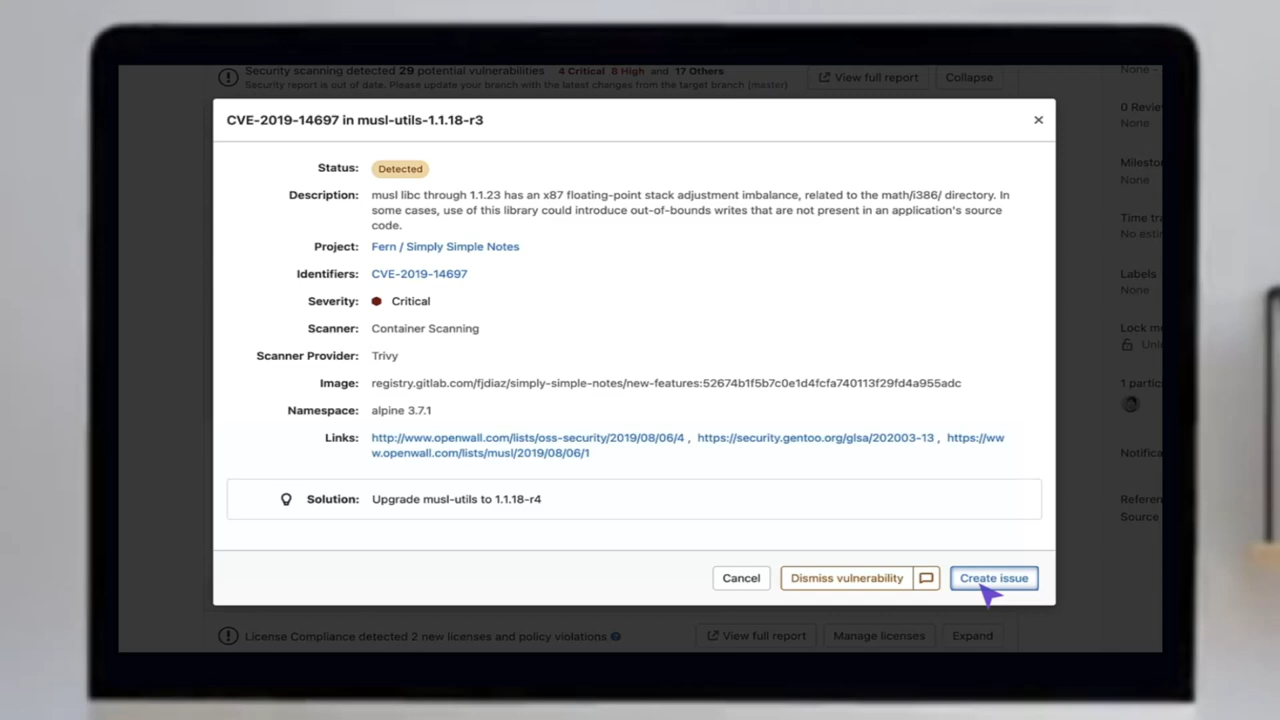 Security scanning detected 29 potential vulnerabilities 4 Critical 8 High and 17 Others
Security report is out of date. Please update your branch with the latest changes from the target branch (master)
View full report
Collapse
None -
0 Revie
None
Milesto
None
Time tra
No esti
Labels
None
Lock m
Unl
1 partic
Notifica
Referen
Source
CVE-2019-14697 in musl-utils-1.1.18-r3
Status: Detected
Description: musl libc through 1.1.23 has an x87 floating-point stack adjustment imbalance, related to the math/i386/ directory. In
some cases, use of this library could introduce out-of-bounds writes that are not present in an application's source
code.
Project: Fern / Simply Simple Notes
Identifiers: CVE-2019-14697
Severity: Critical
Scanner: Container Scanning
Scanner Provider: Trivy
Image: registry.gitlab.com/fjdiaz/simply-simple-notes/new-features:52674b1f5b7c0e1d4fcfa740113f29fd4a955adc
Namespace: alpine 3.7.1
Links: http://www.openwall.com/lists/oss-security/2019/08/06/4 , https://security.gentoo.org/glsa/202003-13 , https://ww
w.openwall.com/lists/musl/2019/08/06/1
Solution: Upgrade musl-utils to 1.1.18-r4
Cancel
Dismiss vulnerability
Create issue
License Compliance detected 2 new licenses and policy violations
View full report
Manage licenses
Expand